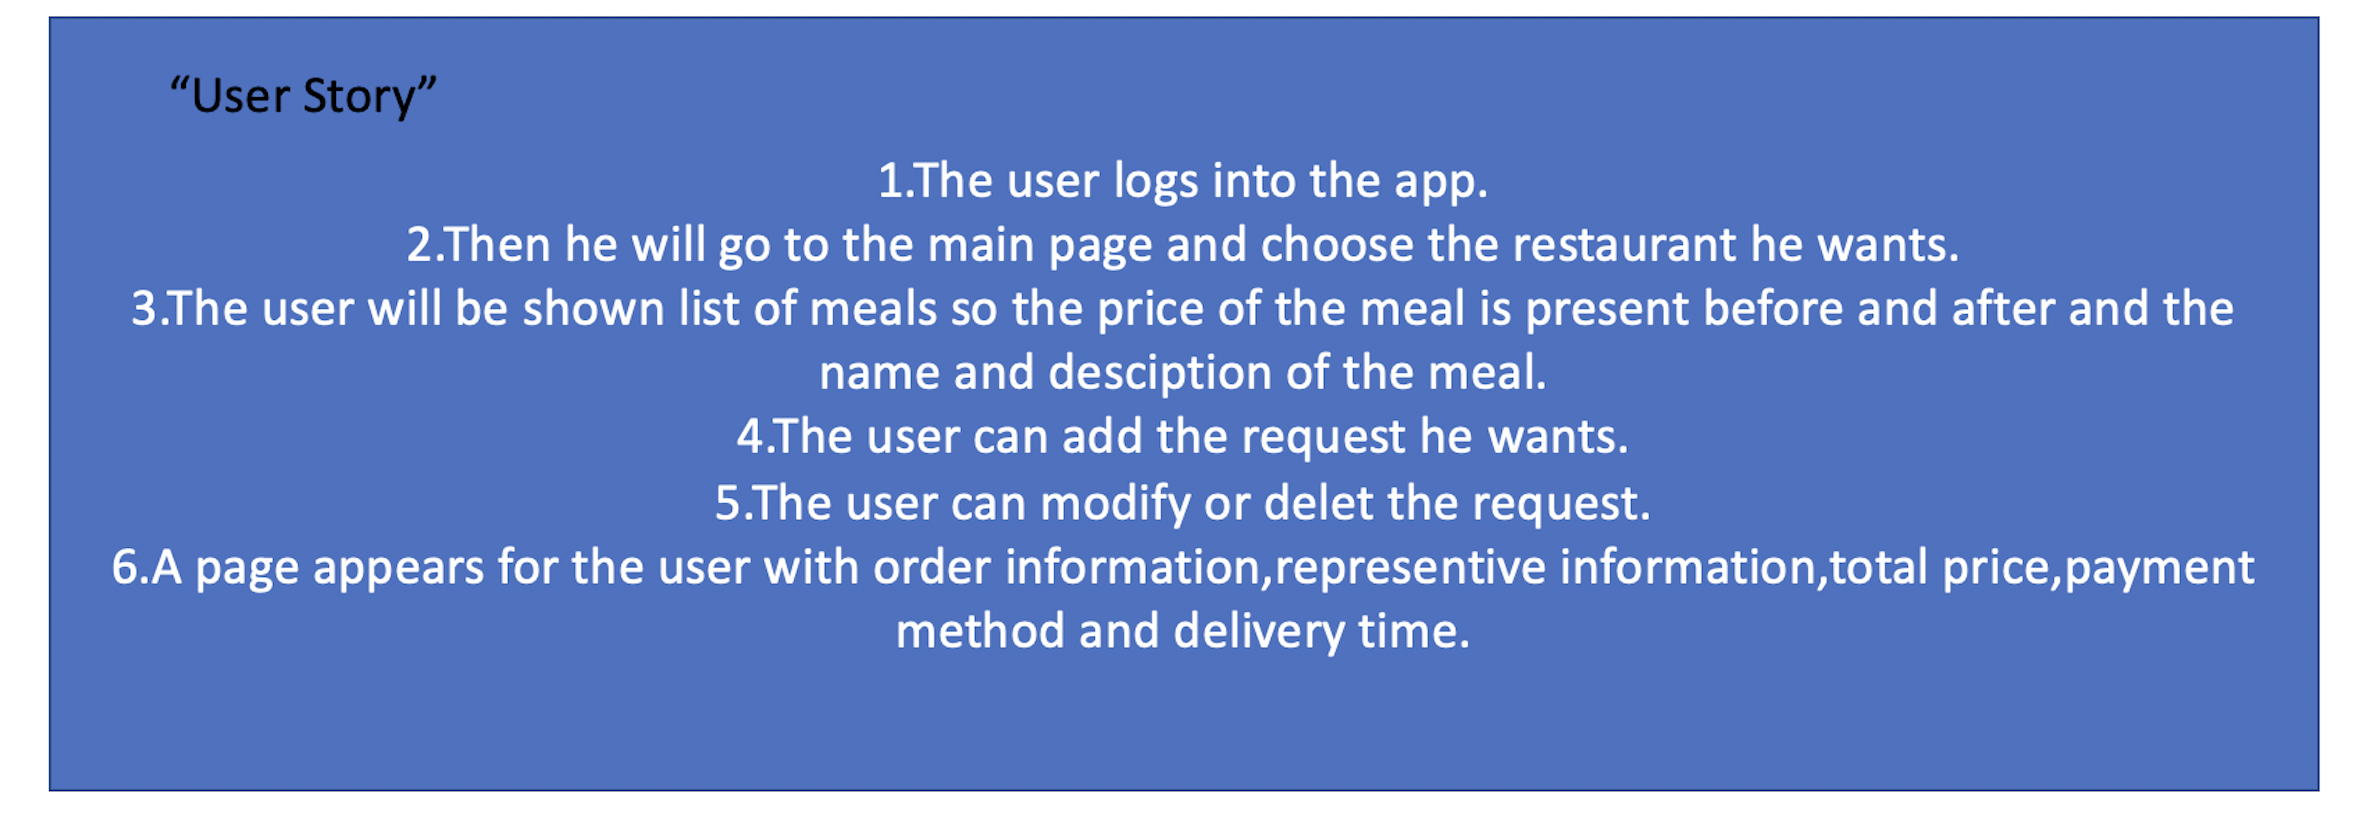 “User Story”
1.The user logs into the app.
2.Then he will go to the main page and choose the restaurant he wants.
3.The user will be shown list of meals so the price of the meal is present before and after and the
name and desciption of the meal.
4.The user can add the request he wants.
5.The user can modify or delet the request.
6.A page appears for the user with order information,representive information,total price,payment
method and delivery time.